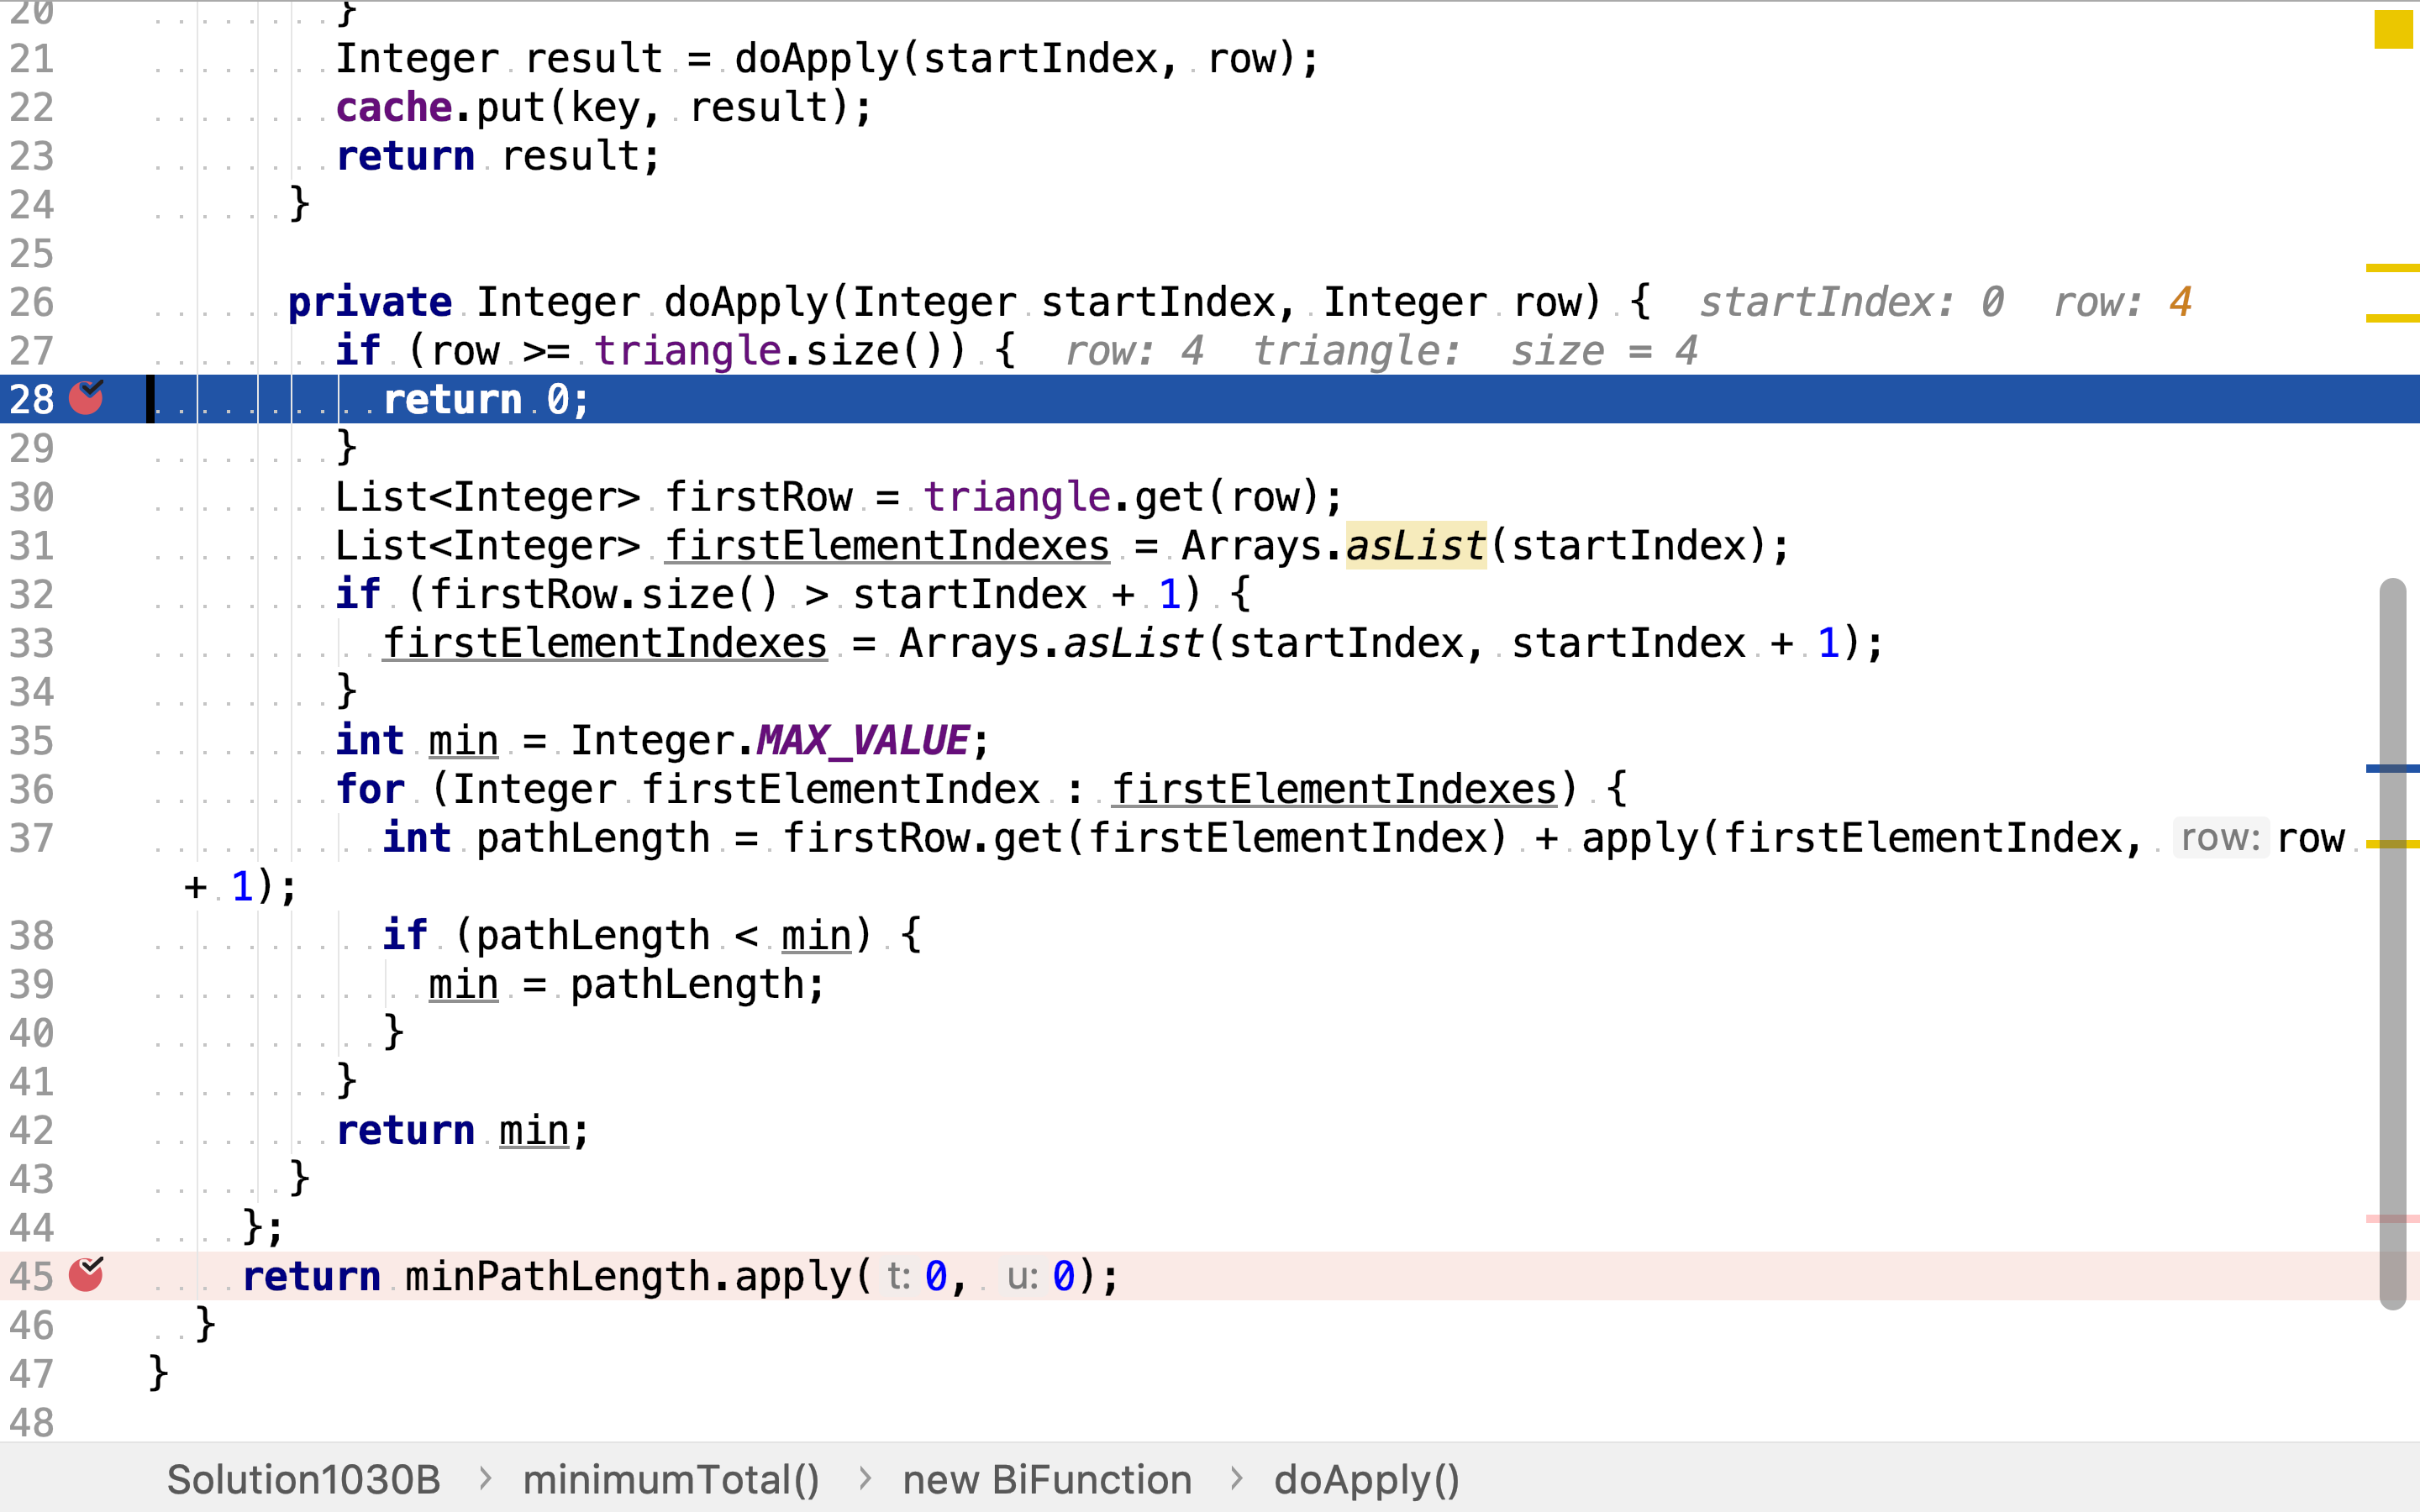 20 }
21 Integer result = doApply(startIndex, row);
22 cache.put(key, result);
23 return result;
24 }
25
26 private Integer doApply(Integer startIndex, Integer row) { startIndex: 0 row: 4
27 if (row >= triangle.size()) { row: 4 triangle: size = 4
28 return 0;
29 }
30 List<Integer> firstRow = triangle.get(row);
31 List<Integer> firstElementIndexes = Arrays.asList(startIndex);
32 if (firstRow.size() > startIndex + 1) {
33 firstElementIndexes = Arrays.asList(startIndex, startIndex + 1);
34 }
35 int min = Integer.MAX_VALUE;
36 for (Integer firstElementIndex : firstElementIndexes) {
37 int pathLength = firstRow.get(firstElementIndex) + apply(firstElementIndex, row: row
+ 1);
38 if (pathLength < min) {
39 min = pathLength;
40 }
41 }
42 return min;
43 }
44 };
45 return minPathLength.apply( t: 0, u: 0);
46 }
47 }
48
Solution1030B > minimumTotal() > new BiFunction > doApply()